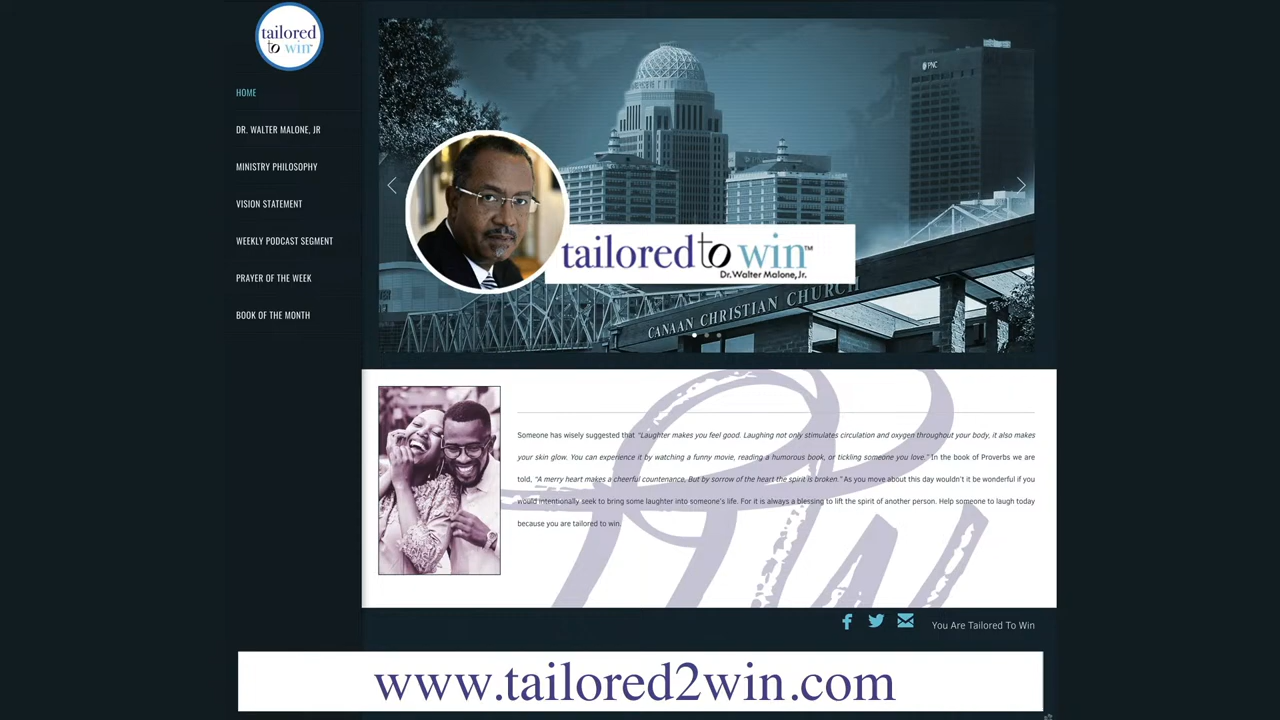 tailored
to win
HOME
DR. WALTER MALONE, JR
MINISTRY PHILOSOPHY
VISION STATEMENT
WEEKLY PODCAST SEGMENT
PRAYER OF THE WEEK
BOOK OF THE MONTH
PNC
tailored to win™
Dr. Walter Malone, Jr.
CANAAN CHRISTIAN CHURCH
Someone has wisely suggested that "Laughter makes you feel good. Laughing not only stimulates circulation and oxygen throughout your body, it also makes
your skin glow. You can experience it by watching a funny movie, reading a humorous book, or tickling someone you love." In the book of Proverbs we are
told, "A merry heart makes a cheerful countenance. But by sorrow of the heart the spirit is broken." As you move about this day wouldn't it be wonderful if you
would intentionally seek to bring some laughter into someone's life. For it is always a blessing to lift the spirit of another person. Help someone to laugh today
because you are tailored to win.
You Are Tailored To Win
www.tailored2win.com